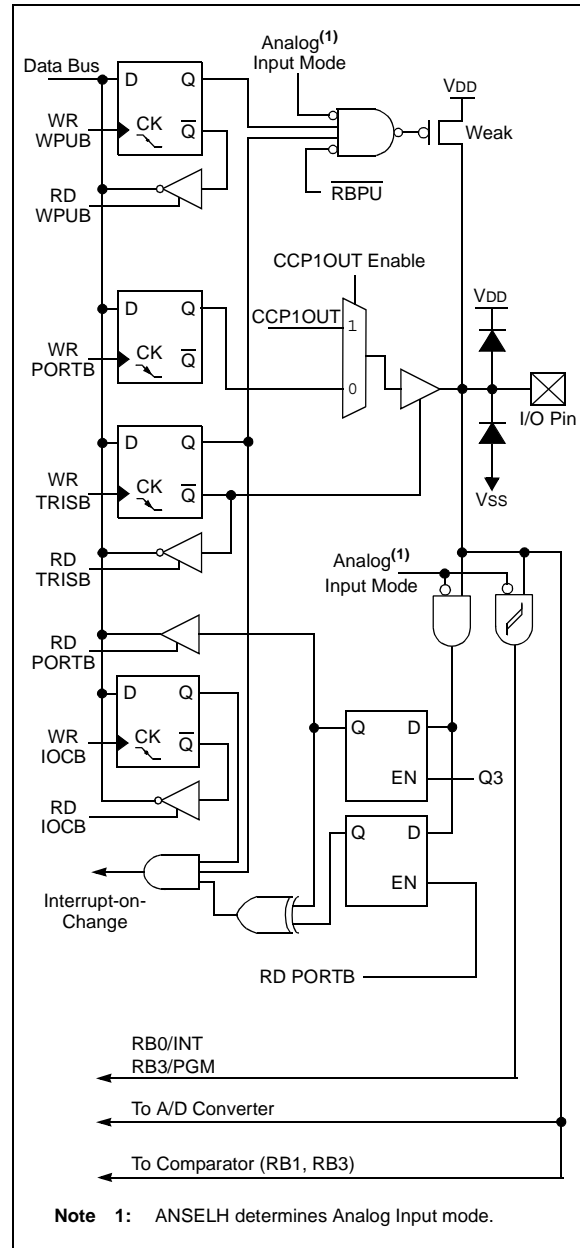 Analog(1)
Input Mode
Data Bus
D Q
VDD
WR
WPUB
CK
Q
Weak
RD
WPUB
RBPU
CCP1OUT Enable
D Q
CCP1OUT
1
VDD
WR
PORTB
CK
Q
0
I/O Pin
D Q
WR
TRISB
CK
Q
VSS
RD
TRISB
Analog(1)
Input Mode
RD
PORTB
D Q
Q D
WR
IOCB
CK
Q
EN
Q3
RD
IOCB
Q D
EN
Interrupt-on-
Change
RD PORTB
RB0/INT
RB3/PGM
To A/D Converter
To Comparator (RB1, RB3)
Note 1: ANSELH determines Analog Input mode.